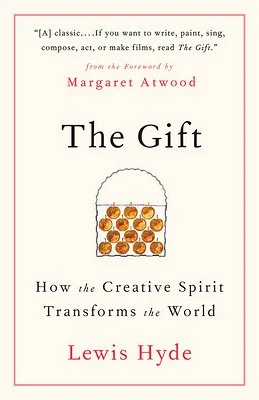 "[A] classic....If you want to write, paint, sing,
compose, act, or make films, read The Gift."
from the Foreword by
Margaret Atwood
The Gift
How the Creative Spirit
Transforms the World
Lewis Hyde